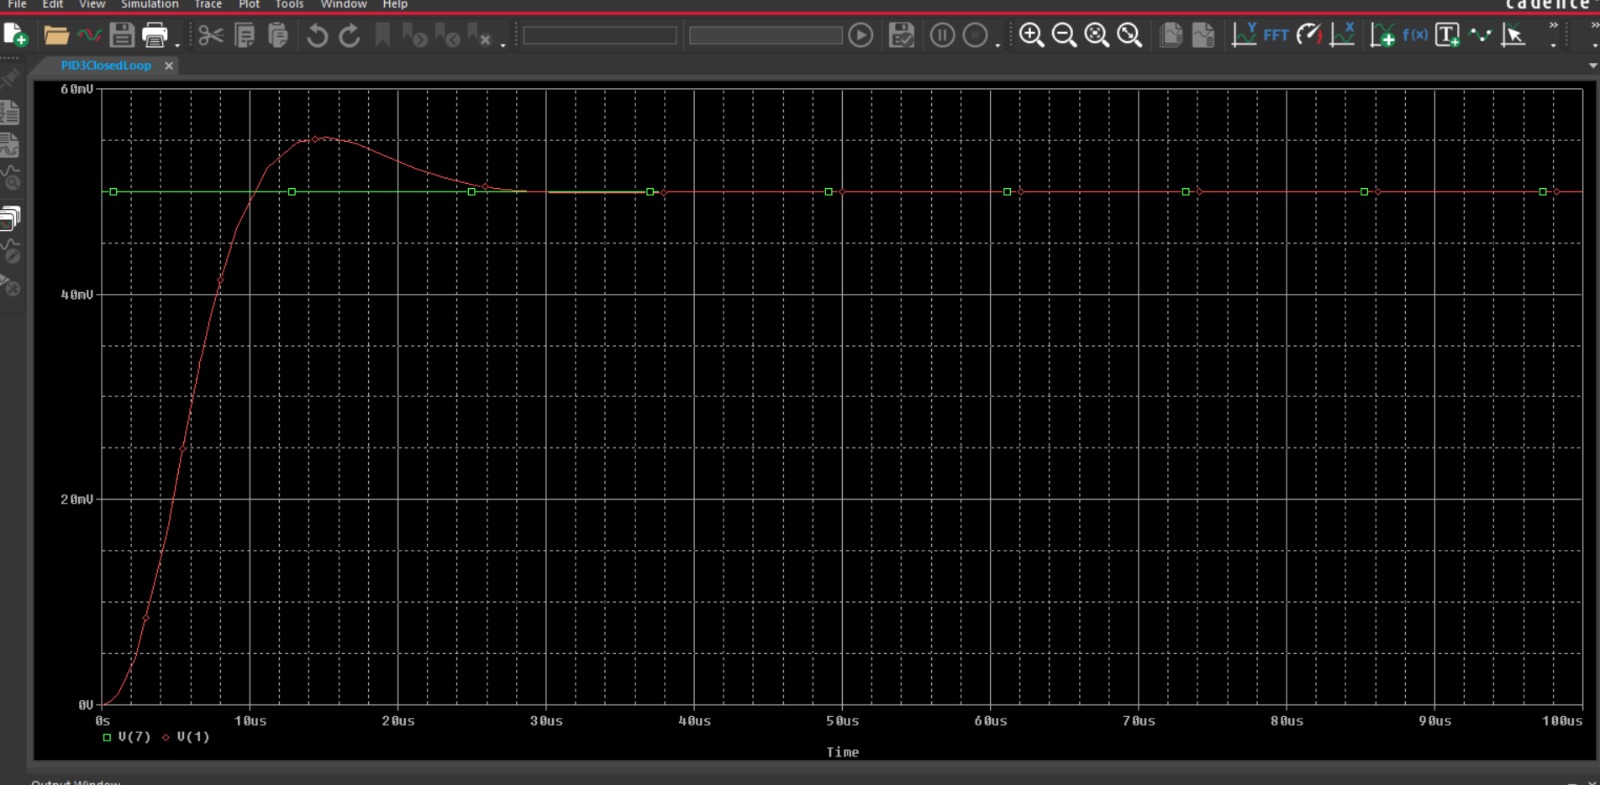 File Edit View Simulation Trace Plot Tools Window Help
cadence
FFT f(x) T
PID3ClosedLoop
60mV
40mV
20mV
0V
0s 10us 20us 30us 40us 50us 60us 70us 80us 90us 100us
V(7) V(1)
Time
Output Window